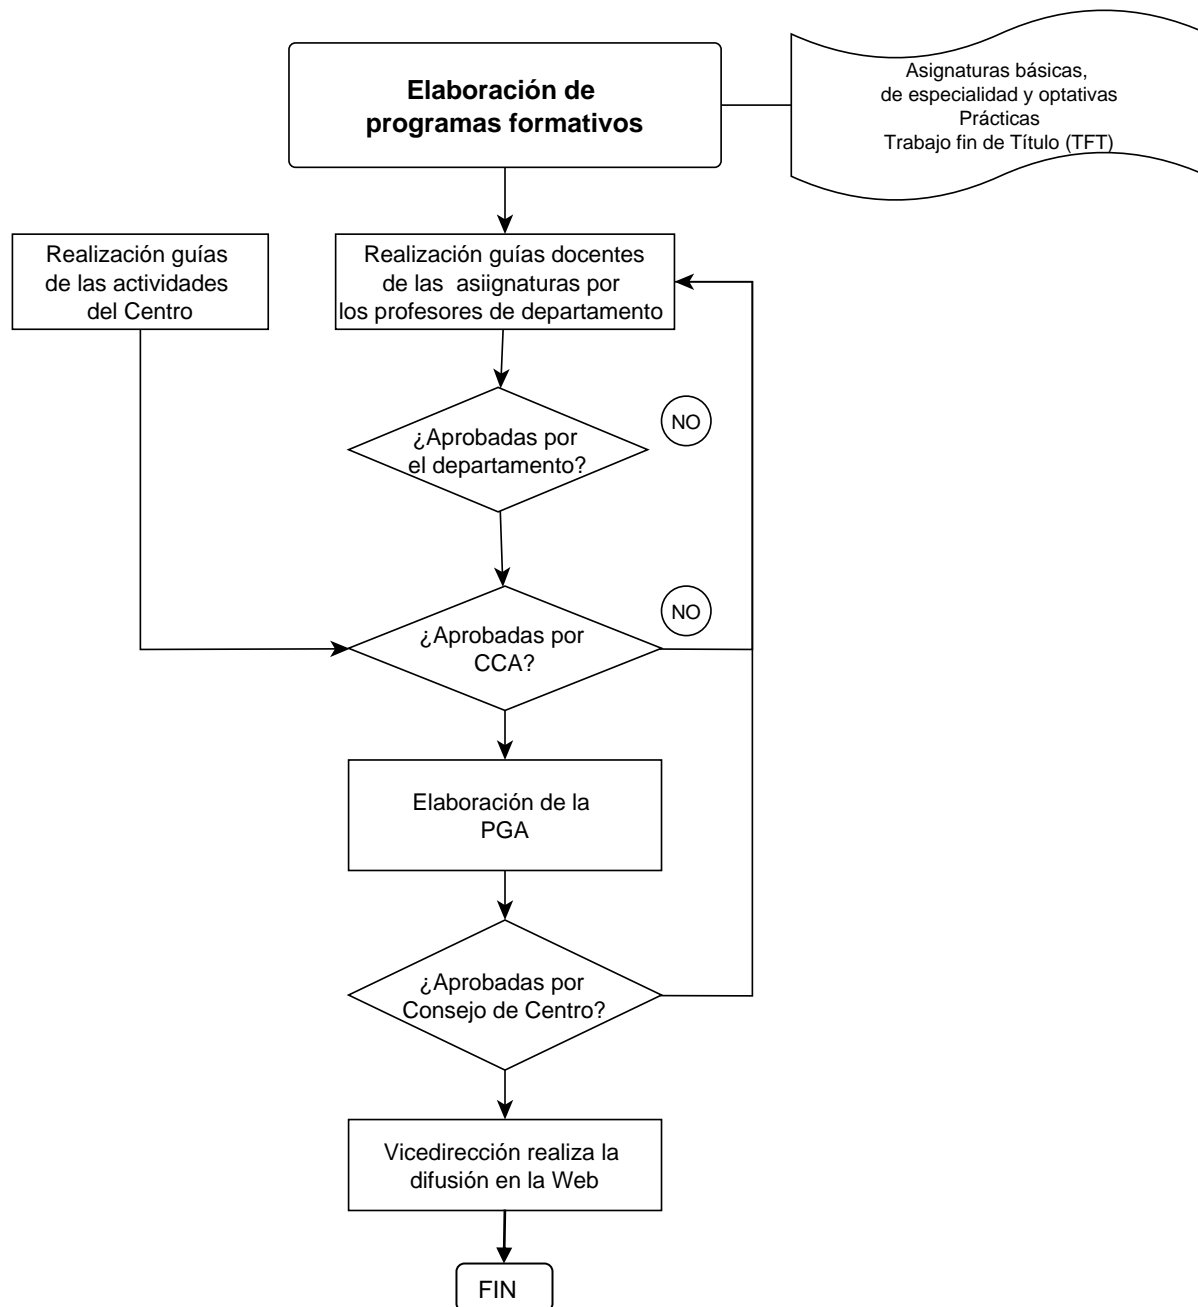 Elaboración de
programas formativos
Asignaturas básicas,
de especialidad y optativas
Prácticas
Trabajo fin de Título (TFT)
Realización guías
de las actividades
del Centro
Realización guías docentes
de las asiignaturas por
los profesores de departamento
¿Aprobadas por
el departamento?
NO
¿Aprobadas por
CCA?
NO
Elaboración de la
PGA
¿Aprobadas por
Consejo de Centro?
Vicedirección realiza la
difusión en la Web
FIN